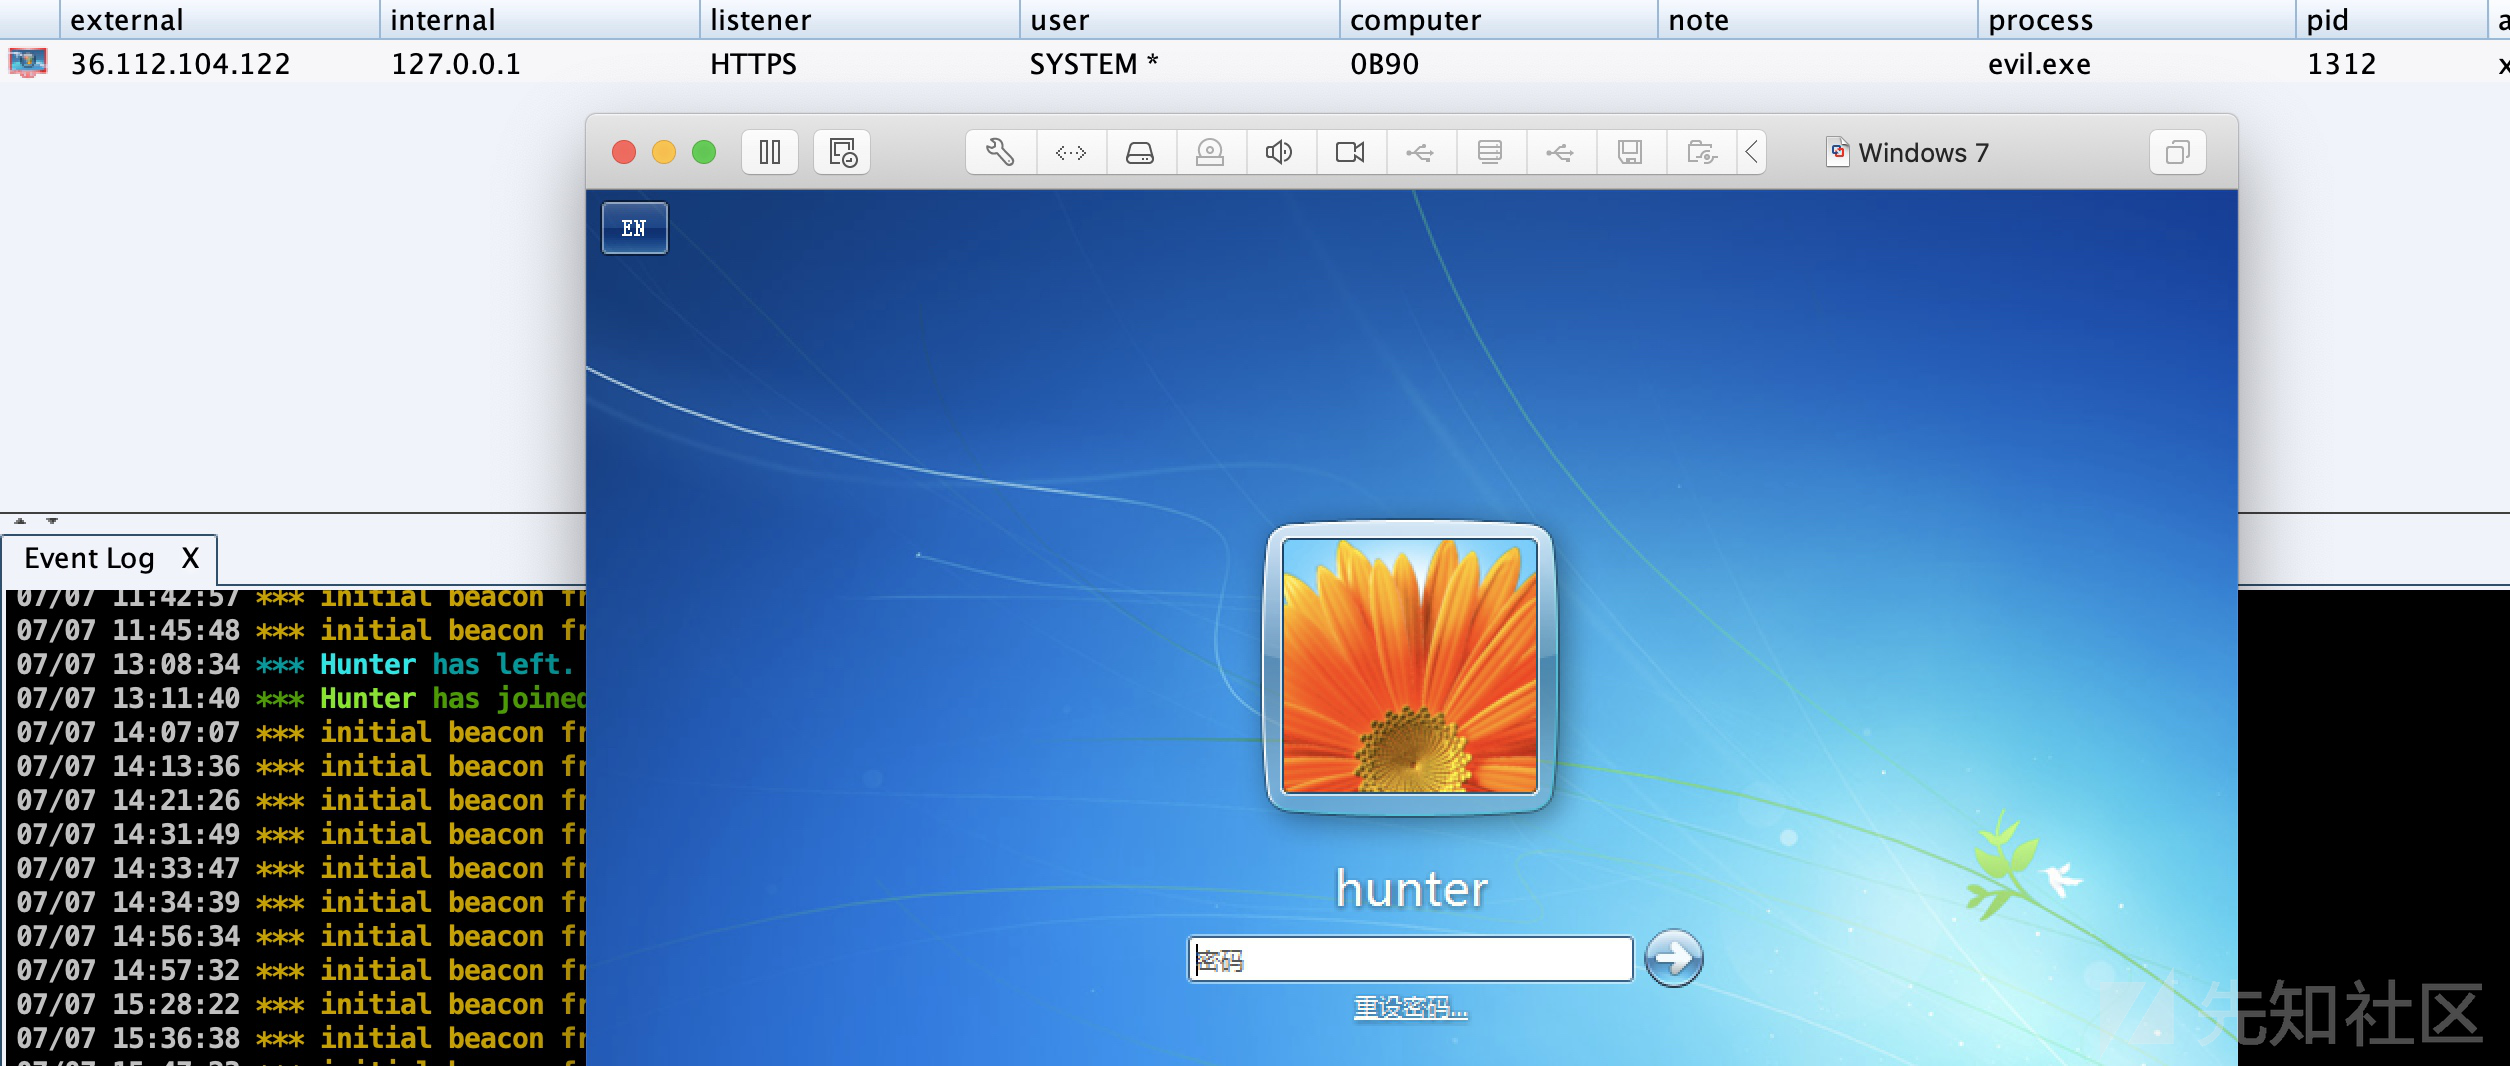 external internal listener user computer note process pid a
36.112.104.122 127.0.0.1 HTTPS SYSTEM * 0B90 evil.exe 1312 x
Windows 7
EN
Event Log X
07/07 11:42:57 *** initial beacon fr
07/07 11:45:48 *** initial beacon fr
07/07 13:08:34 *** Hunter has left.
07/07 13:11:40 *** Hunter has joined
07/07 14:07:07 *** initial beacon fr
07/07 14:13:36 *** initial beacon fr
07/07 14:21:26 *** initial beacon fr
07/07 14:31:49 *** initial beacon fr
07/07 14:33:47 *** initial beacon fr
07/07 14:34:39 *** initial beacon fr
07/07 14:56:34 *** initial beacon fr
07/07 14:57:32 *** initial beacon fr
07/07 15:28:22 *** initial beacon fr
07/07 15:36:38 *** initial beacon fr
hunter
密码
重设密码...
先知社区